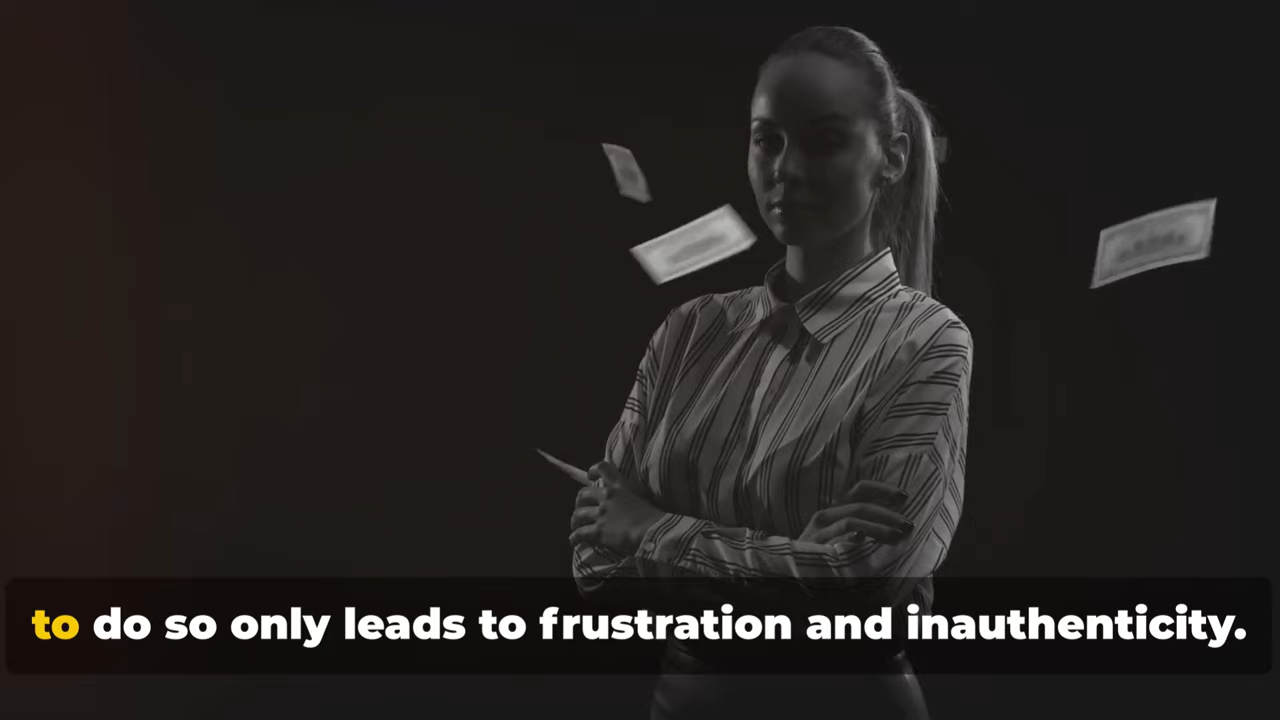 to do so only leads to frustration and inauthenticity.